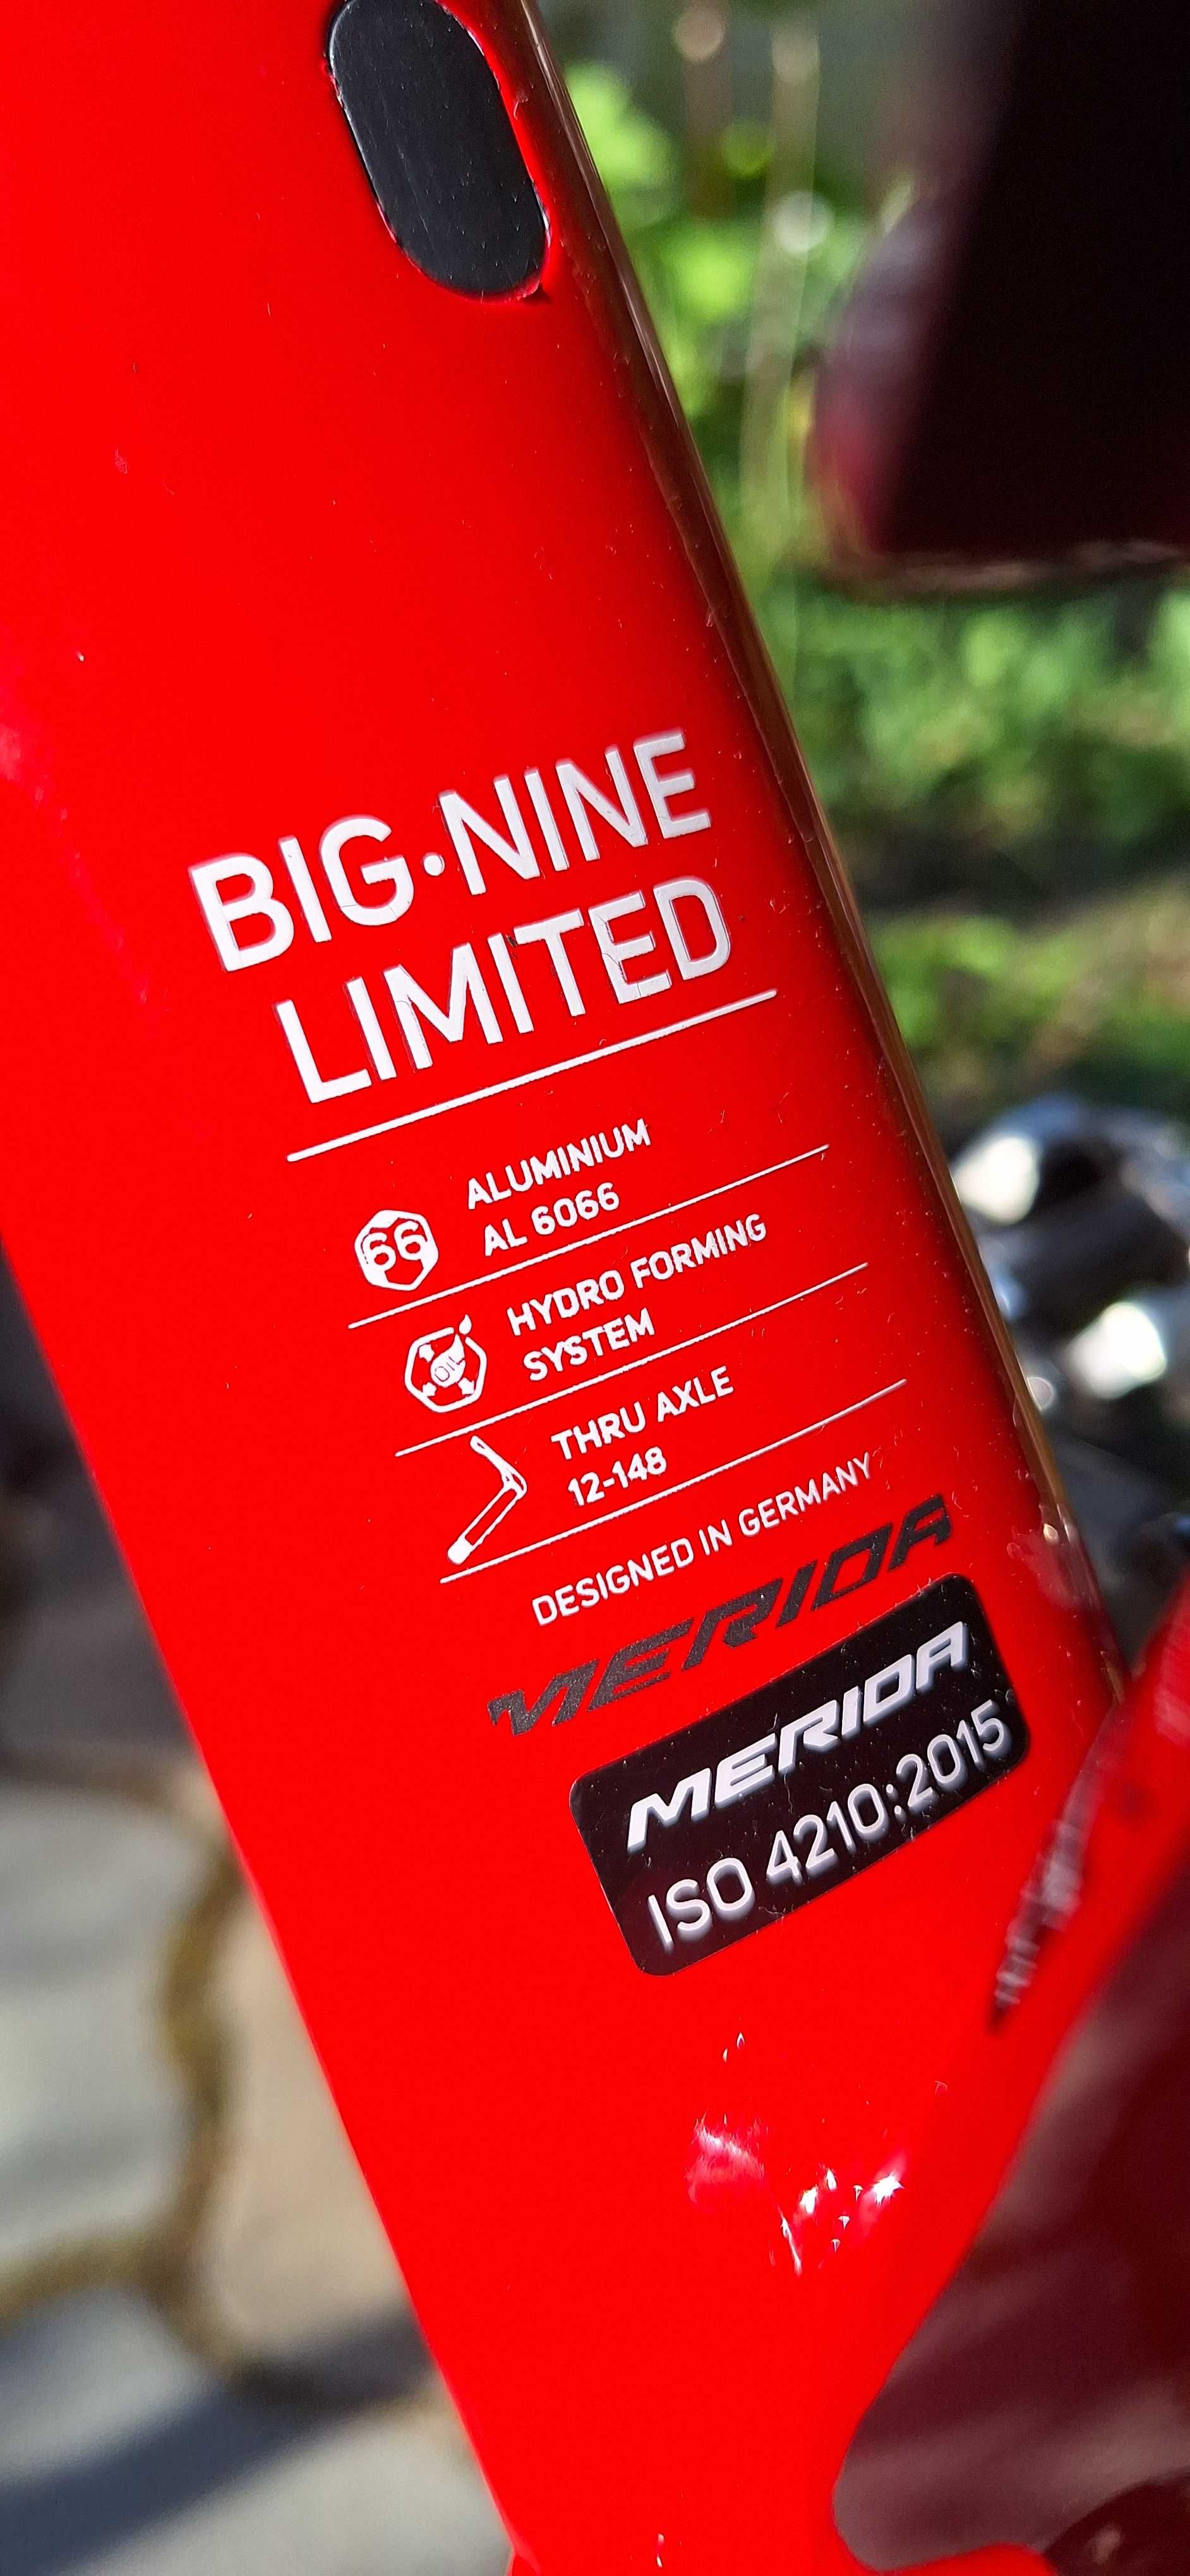 BIG·NINE
LIMITED
66
ALUMINIUM
AL 6066
OIL
HYDRO FORMING
SYSTEM
THRU AXLE
12-148
DESIGNED IN GERMANY
MERIDA
MERIDA
ISO 4210:2015